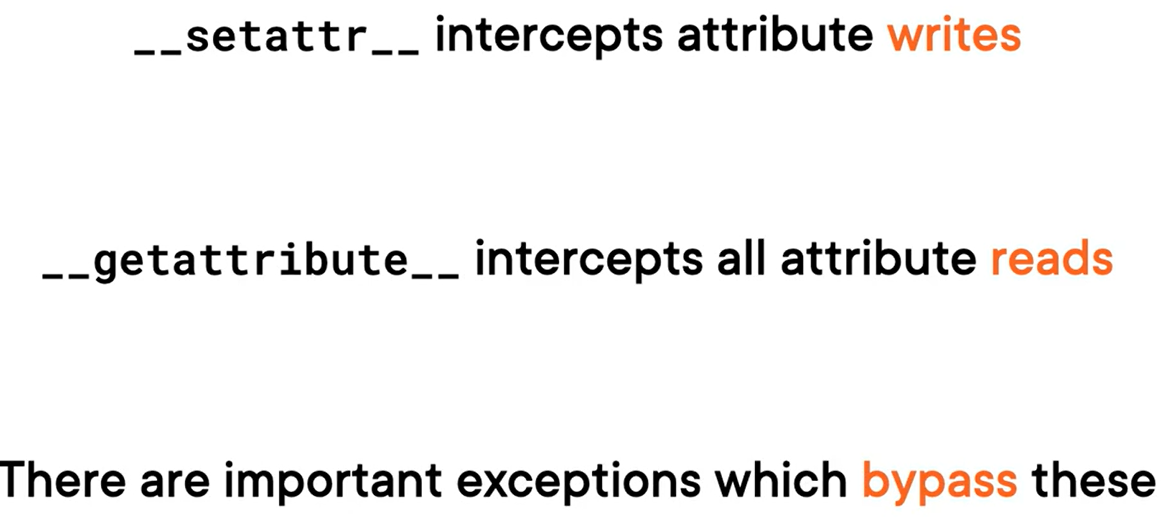 __setattr__ intercepts attribute writes
__getattribute__ intercepts all attribute reads
There are important exceptions which bypass these